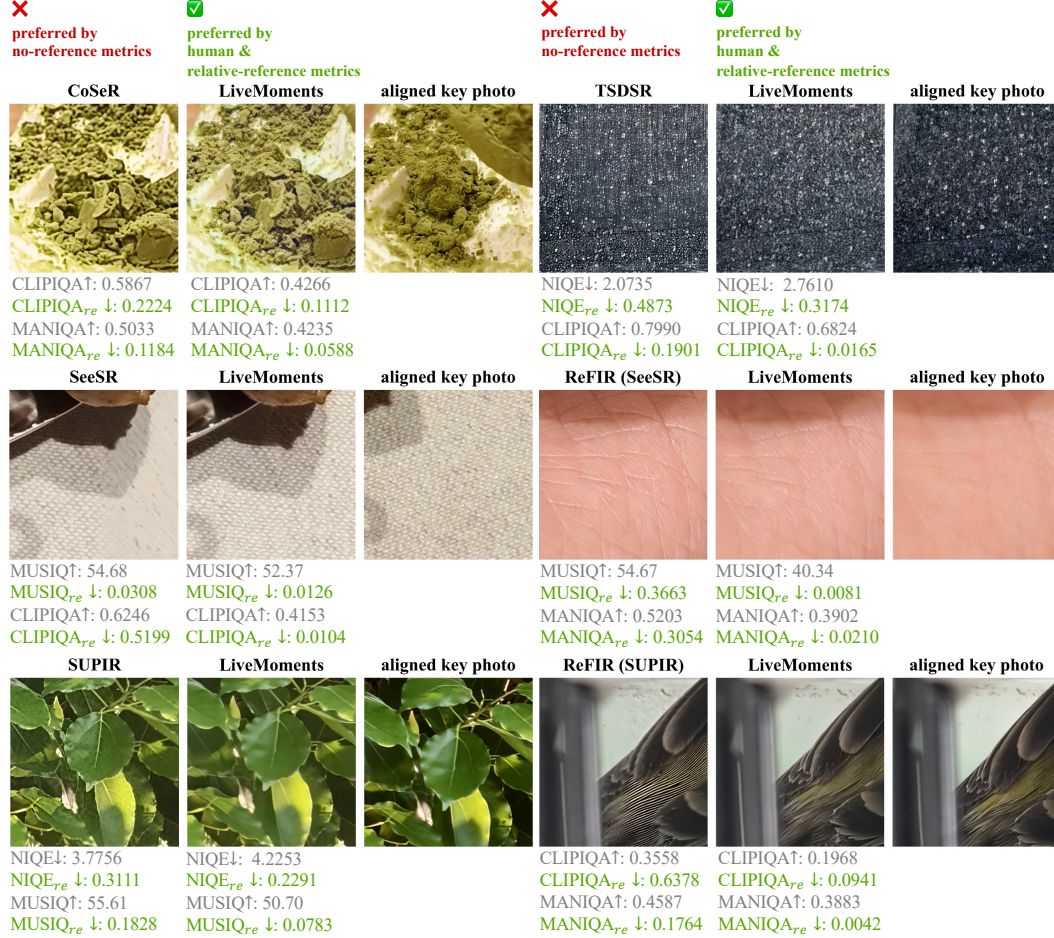 ❌ ✅ ❌ ✅
preferred by
no-reference metrics
preferred by
human &
relative-reference metrics
preferred by
no-reference metrics
preferred by
human &
relative-reference metrics
CoSeR LiveMoments aligned key photo TSDSR LiveMoments aligned key photo
CLIPIQA↑: 0.5867 CLIPIQA↑: 0.4266 NIQE↓: 2.0735 NIQE↓: 2.7610
CLIPIQAre ↓: 0.2224 CLIPIQAre ↓: 0.1112 NIQEre ↓: 0.4873 NIQEre ↓: 0.3174
MANIQA↑: 0.5033 MANIQA↑: 0.4235 CLIPIQA↑: 0.7990 CLIPIQA↑: 0.6824
MANIQAre ↓: 0.1184 MANIQAre ↓: 0.0588 CLIPIQAre ↓: 0.1901 CLIPIQAre ↓: 0.0165
SeeSR LiveMoments aligned key photo ReFIR (SeeSR) LiveMoments aligned key photo
MUSIQ↑: 54.68 MUSIQ↑: 52.37 MUSIQ↑: 54.67 MUSIQ↑: 40.34
MUSIQre ↓: 0.0308 MUSIQre ↓: 0.0126 MUSIQre ↓: 0.3663 MUSIQre ↓: 0.0081
CLIPIQA↑: 0.6246 CLIPIQA↑: 0.4153 MANIQA↑: 0.5203 MANIQA↑: 0.3902
CLIPIQAre ↓: 0.5199 CLIPIQAre ↓: 0.0104 MANIQAre ↓: 0.3054 MANIQAre ↓: 0.0210
SUPIR LiveMoments aligned key photo ReFIR (SUPIR) LiveMoments aligned key photo
NIQE↓: 3.7756 NIQE↓: 4.2253 CLIPIQA↑: 0.3558 CLIPIQA↑: 0.1968
NIQEre ↓: 0.3111 NIQEre ↓: 0.2291 CLIPIQAre ↓: 0.6378 CLIPIQAre ↓: 0.0941
MUSIQ↑: 55.61 MUSIQ↑: 50.70 MANIQA↑: 0.4587 MANIQA↑: 0.3883
MUSIQre ↓: 0.1828 MUSIQre ↓: 0.0783 MANIQAre ↓: 0.1764 MANIQAre ↓: 0.0042